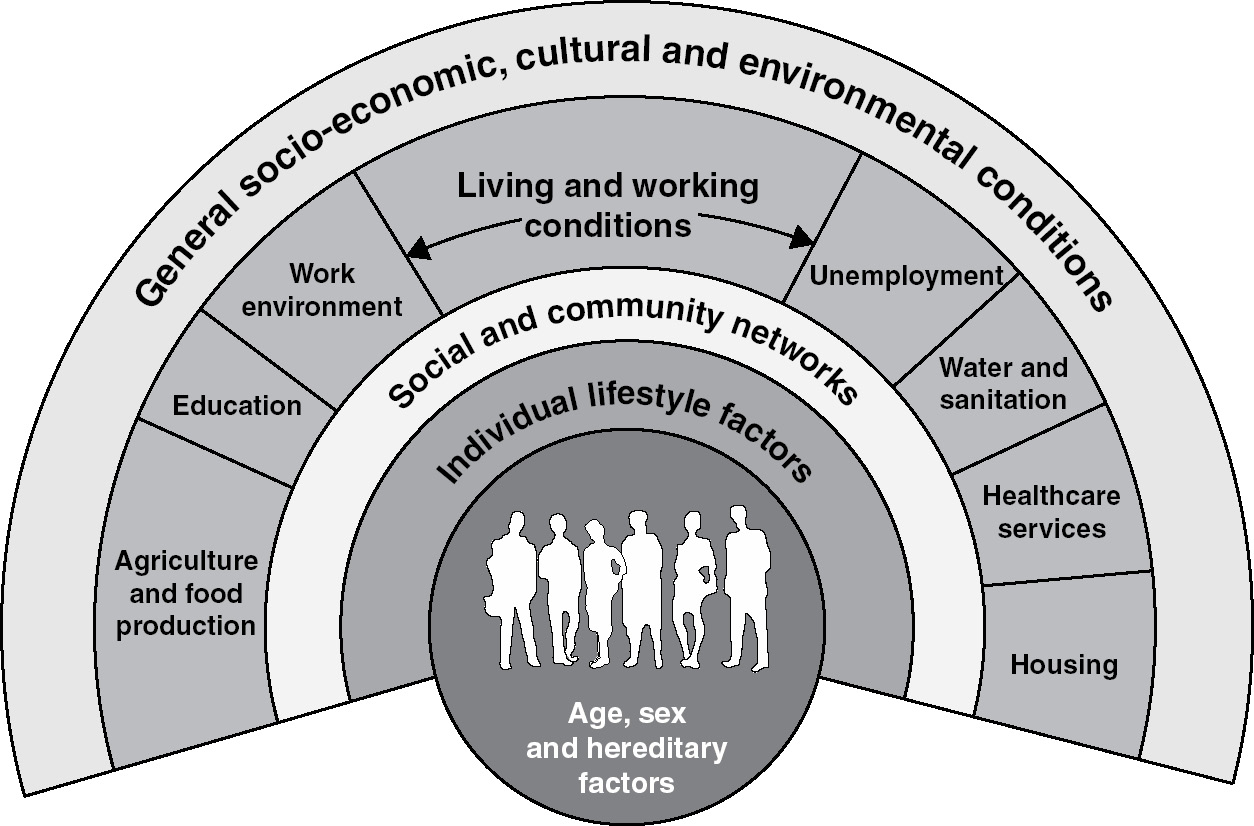 General socio-economic, cultural and environmental conditions
Living and working
conditions
Work
environment
Unemployment
Education
Water and
sanitation
Agriculture
and food
production
Healthcare
services
Housing
Social and community networks
Individual lifestyle factors
Age, sex
and hereditary
factors